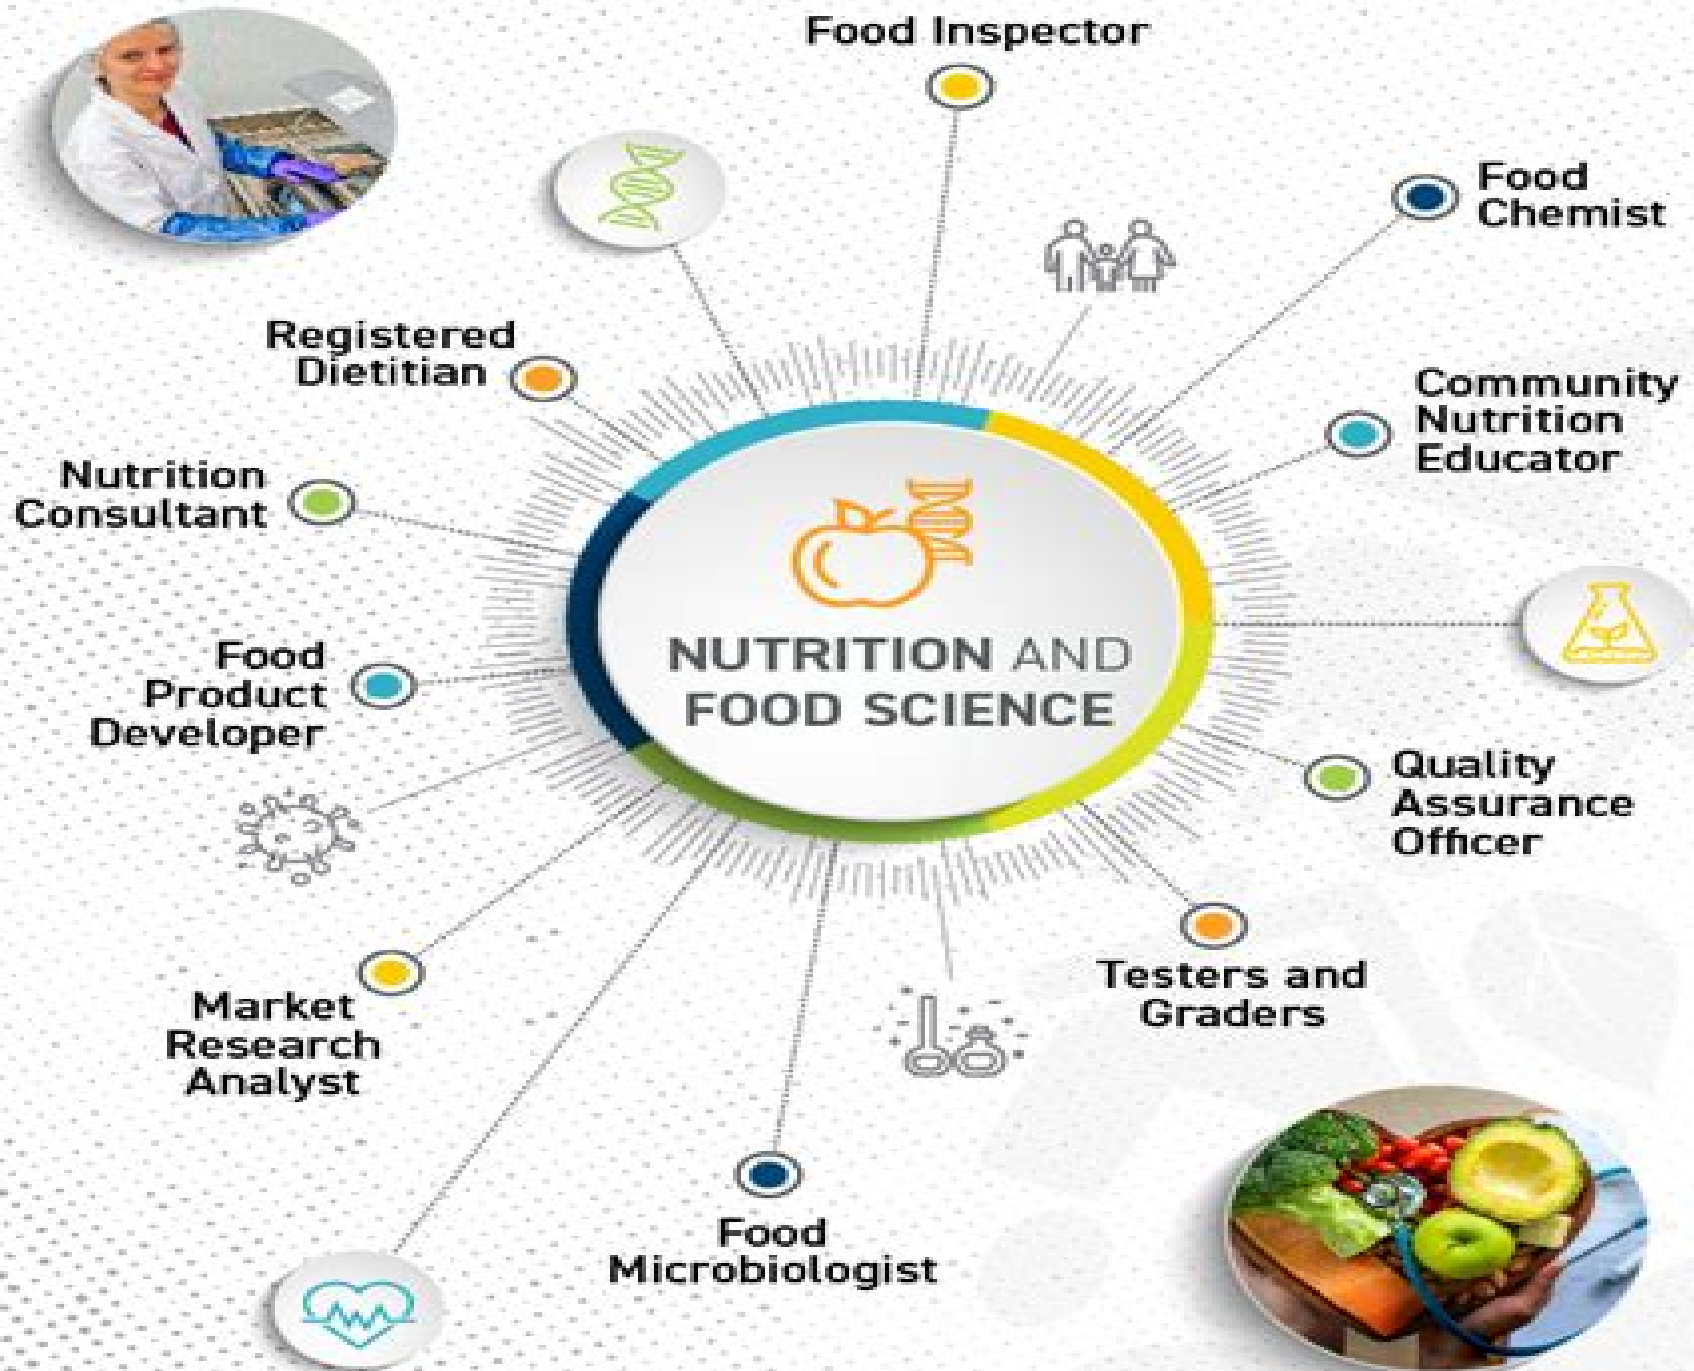 Food Inspector
Food
Chemist
Registered
Dietitian
Community
Nutrition
Educator
Nutrition
Consultant
NUTRITION AND
FOOD SCIENCE
Food
Product
Developer
Quality
Assurance
Officer
Testers and
Graders
Market
Research
Analyst
Food
Microbiologist